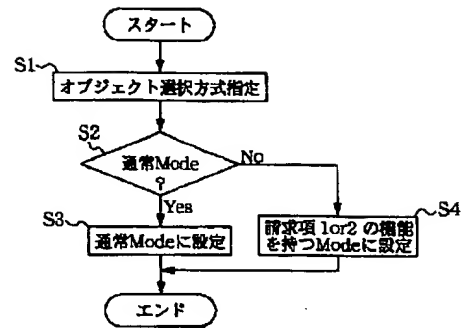 スタート
S1
オブジェクト選択方式指定
S2
通常Mode
?
No
Yes
S3
通常Modeに設定
S4
請求項1or2の機能
を持つModeに設定
エンド